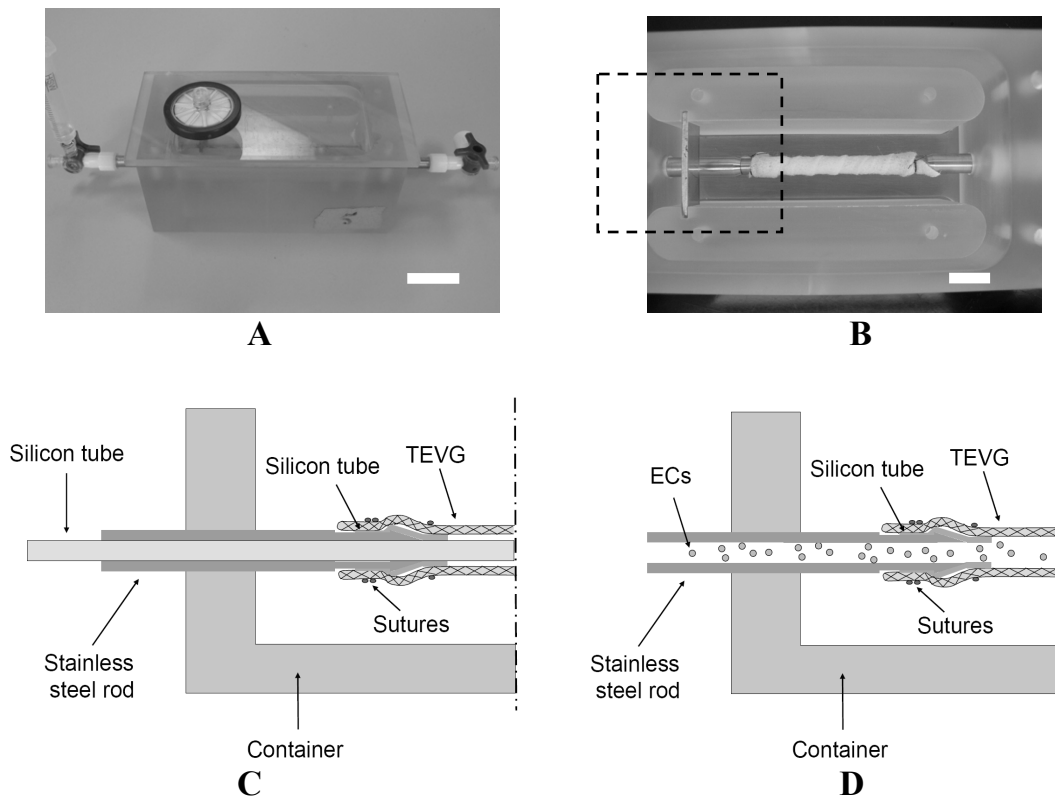 A
B
Silicon tube
Silicon tube
TEVG
Sutures
Stainless
steel rod
Container
C
ECs
Silicon tube
TEVG
Sutures
Stainless
steel rod
Container
D